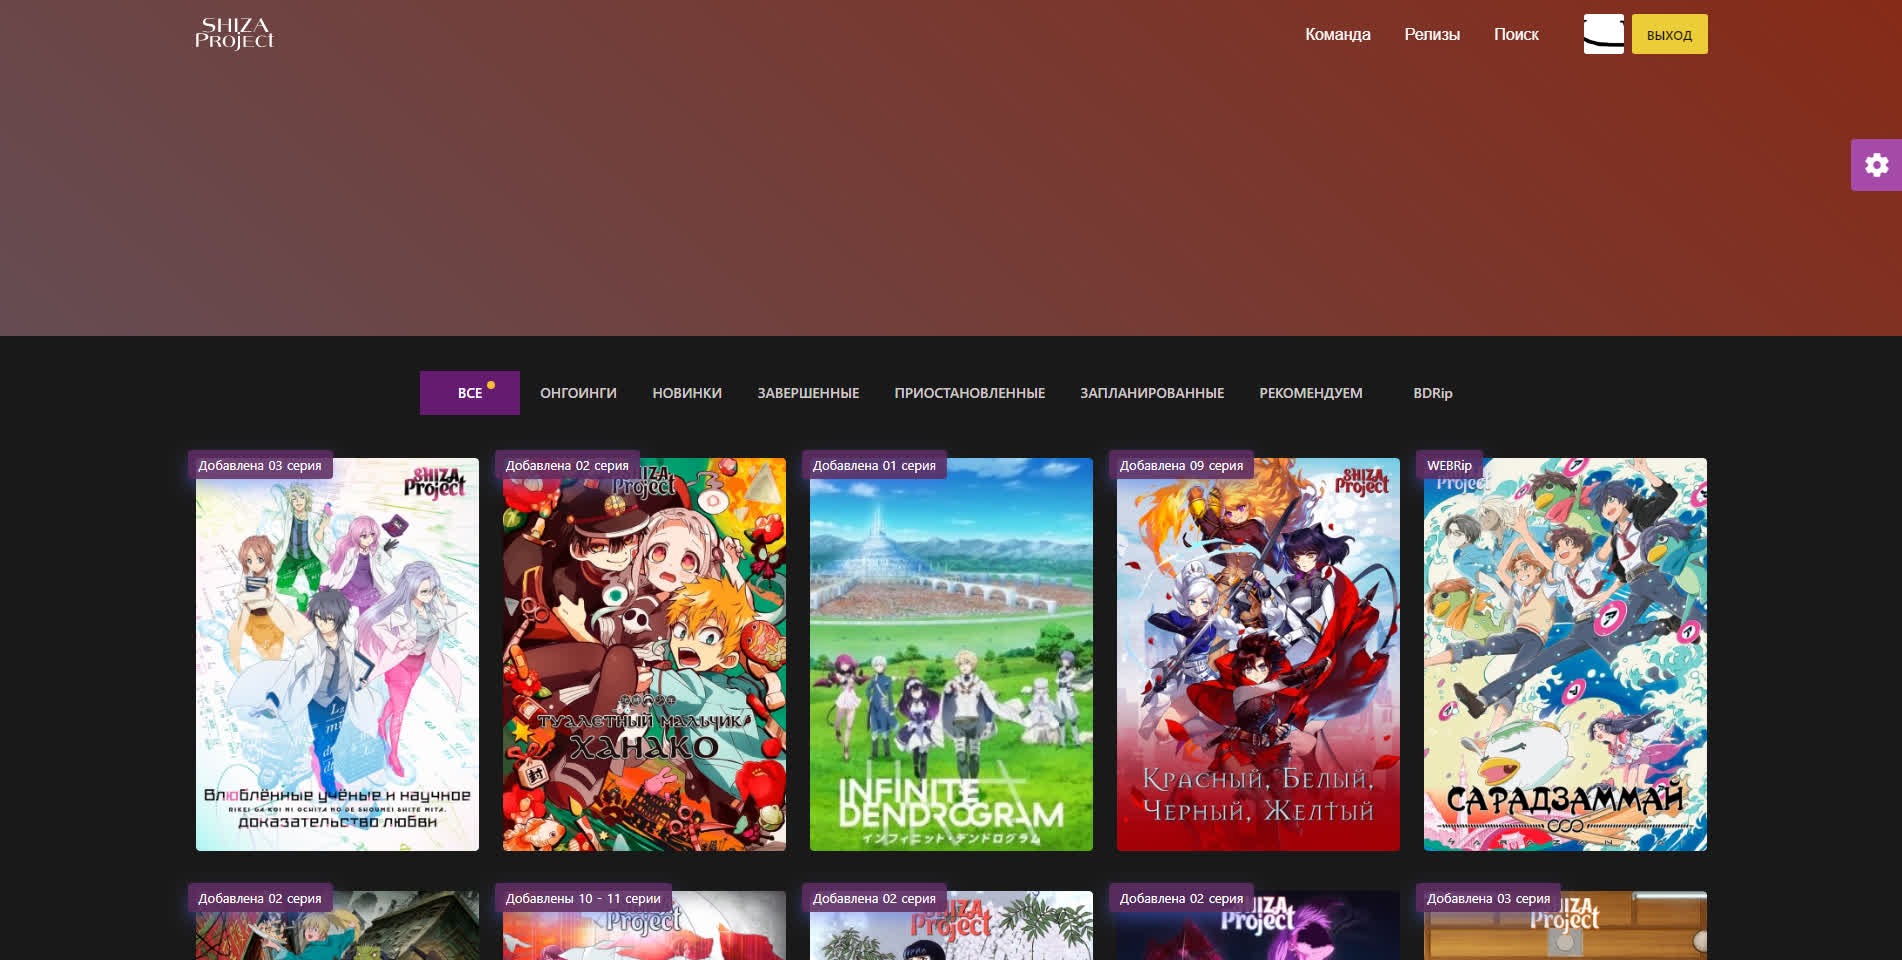 SHIZA
PROJECT
Команда
Релизы
Поиск
ВЫХОД
ВСЕ
ОНГОИНГИ
НОВИНКИ
ЗАВЕРШЕННЫЕ
ПРИОСТАНОВЛЕННЫЕ
ЗАПЛАНИРОВАННЫЕ
РЕКОМЕНДУЕМ
BDRip
Добавлена 03 серия
SHIZA
Project
Влюблённые учёные и научное
RIKEI GA KOI NI OCHITA NO DE SHOUMEI SHITE MITA.
доказательство любви
Добавлена 02 серия
Project
туалетный мальчик
ханако
封
Добавлена 01 серия
INFINITE
DENDROGRAM
インフィニット・デンドログラム
Добавлена 09 серия
SHIZA
Project
Красный, Белый,
Черный, Желтый
WEBRip
Project
САРАДЗАММАЙ
Добавлена 02 серия
Добавлены 10 - 11 серии
Project
Добавлена 02 серия
Project
Добавлена 02 серия
Project
Добавлена 03 серия
Project